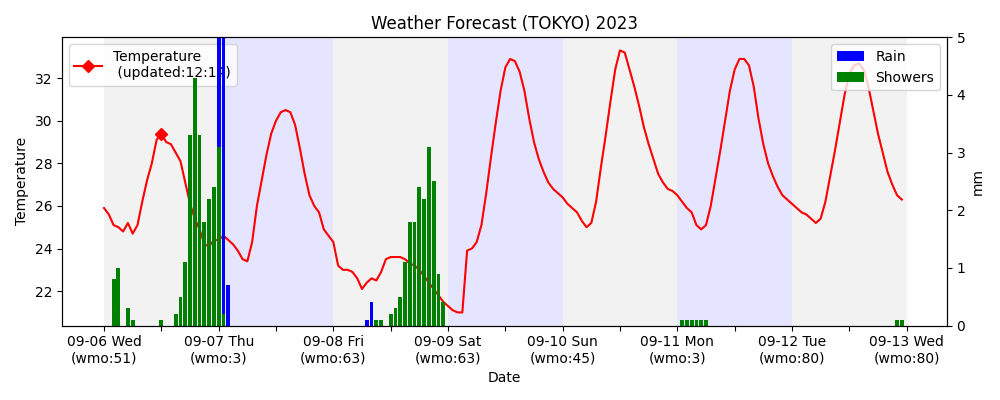 Weather Forecast (TOKYO) 2023
Temperature
(updated:12:10)
Rain
Showers
Temperature
32
30
28
26
24
22
5
4
3
2
1
0
mm
09-06 Wed
(wmo:51)
09-07 Thu
(wmo:3)
09-08 Fri
(wmo:63)
09-09 Sat
(wmo:63)
09-10 Sun
(wmo:45)
09-11 Mon
(wmo:3)
09-12 Tue
(wmo:80)
09-13 Wed
(wmo:80)
Date